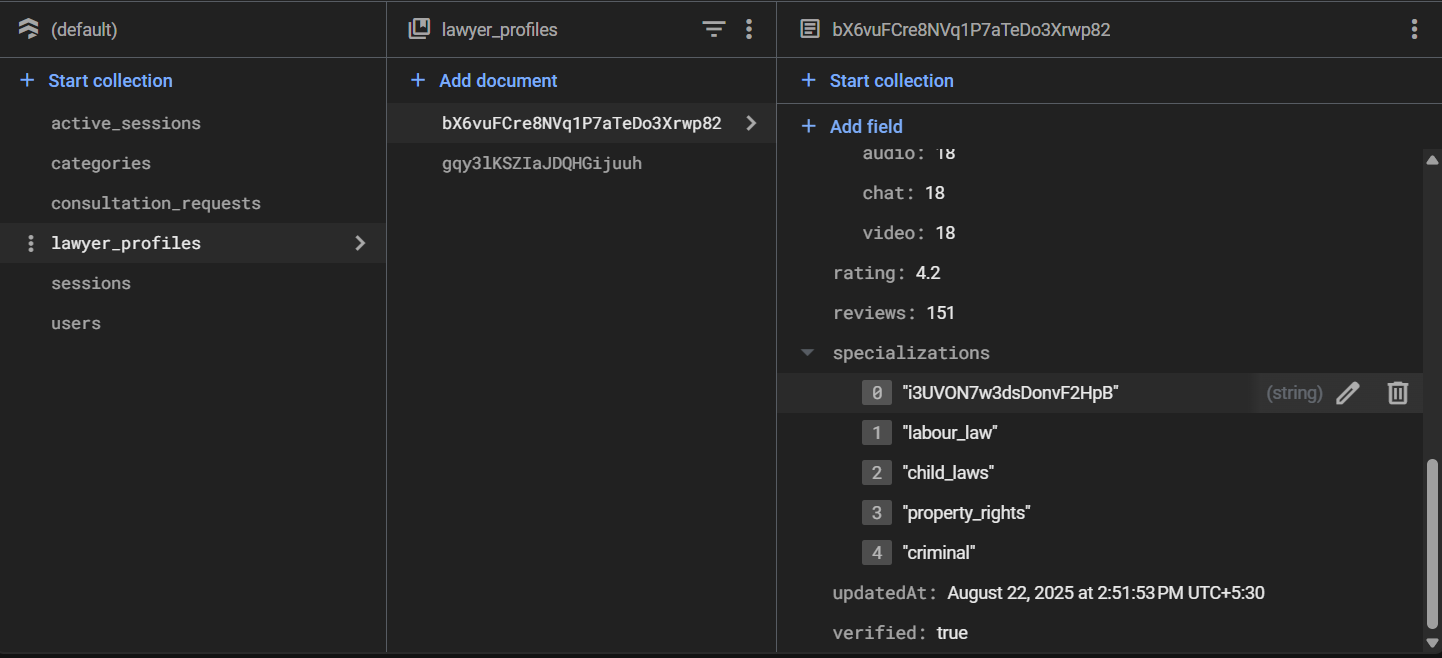 (default)
Start collection
active_sessions
categories
consultation_requests
lawyer_profiles
sessions
users
lawyer_profiles
Add document
bX6vuFCre8NVq1P7aTeDo3Xrwp82
gqy3lKSZIaJDQHGijuuh
bX6vuFCre8NVq1P7aTeDo3Xrwp82
Start collection
Add field
audio: 18
chat: 18
video: 18
rating: 4.2
reviews: 151
specializations
0 "i3UVON7w3dsDonvF2HpB" (string)
1 "labour_law"
2 "child_laws"
3 "property_rights"
4 "criminal"
updatedAt: August 22, 2025 at 2:51:53 PM UTC+5:30
verified: true